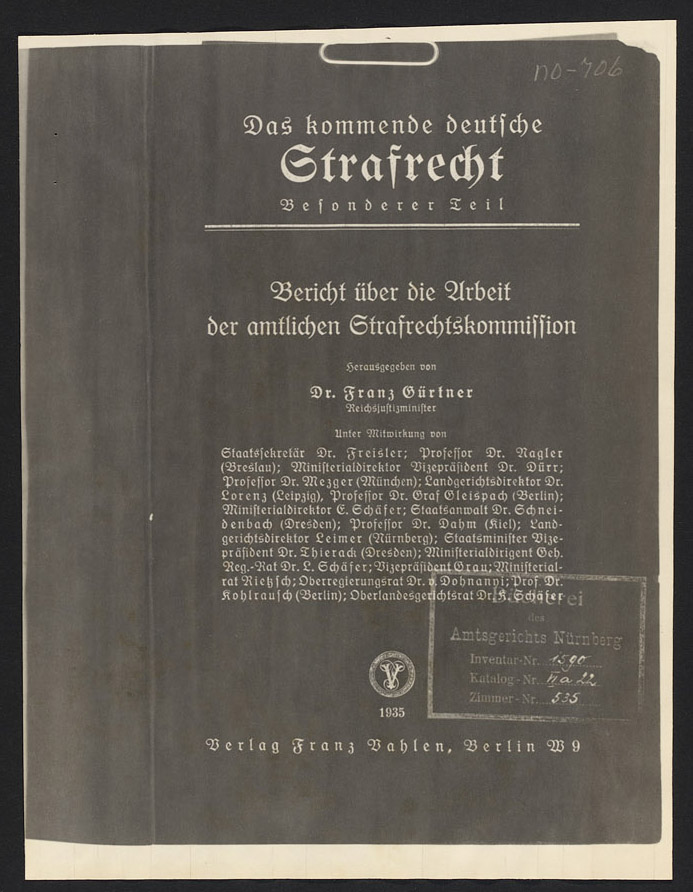 NO-706
Das kommende deutsche
Strafrecht
Besonderer Teil
Bericht über die Arbeit
der amtlichen Strafrechtskommission
Herausgegeben von
Dr. Franz Gürtner
Reichsjustizminister
Unter Mitwirkung von
Staatssekretär Dr. Freisler; Professor Dr. Nagler
(Breslau); Ministerialdirektor Vizepräsident Dr. Dürr;
Professor Dr. Mezger (München); Landgerichtsdirektor Dr.
Lorenz (Leipzig), Professor Dr. Graf Gleispach (Berlin);
Ministerialdirektor E. Schäfer; Staatsanwalt Dr. Schnei-
denbach (Dresden); Professor Dr. Dahm (Kiel); Land-
gerichtsdirektor Leimer (Nürnberg); Staatsminister Vize-
präsident Dr. Thierack (Dresden); Ministerialdirigent Geh.
Reg.-Rat Dr. L. Schäfer; Vizepräsident Grau; Ministerial-
rat Rietzsch; Oberregierungsrat Dr. v. Dohnanyi; Prof. Dr.
Kohlrausch (Berlin); Oberlandesgerichtsrat Dr. K. Schäfer
Bücherei
des
Amtsgerichts Nürnberg
Inventar-Nr. 1590
Katalog-Nr. II a 22
Zimmer-Nr. 535
1935
Verlag Franz Vahlen, Berlin W 9